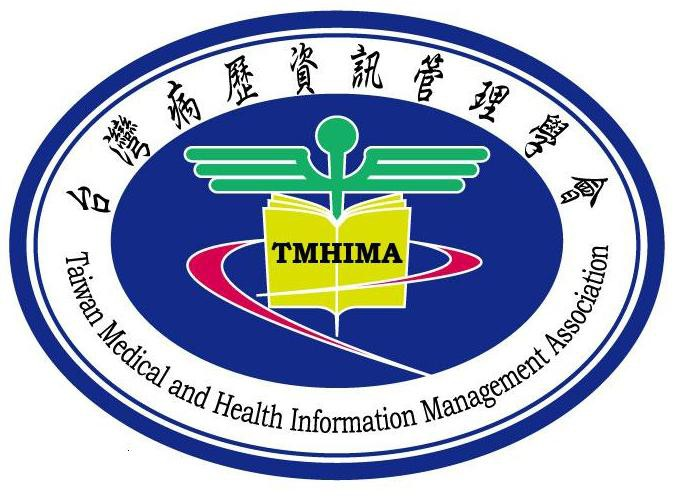 台灣病歷資訊管理學會
TMHIMA
Taiwan Medical and Health Information Management Association